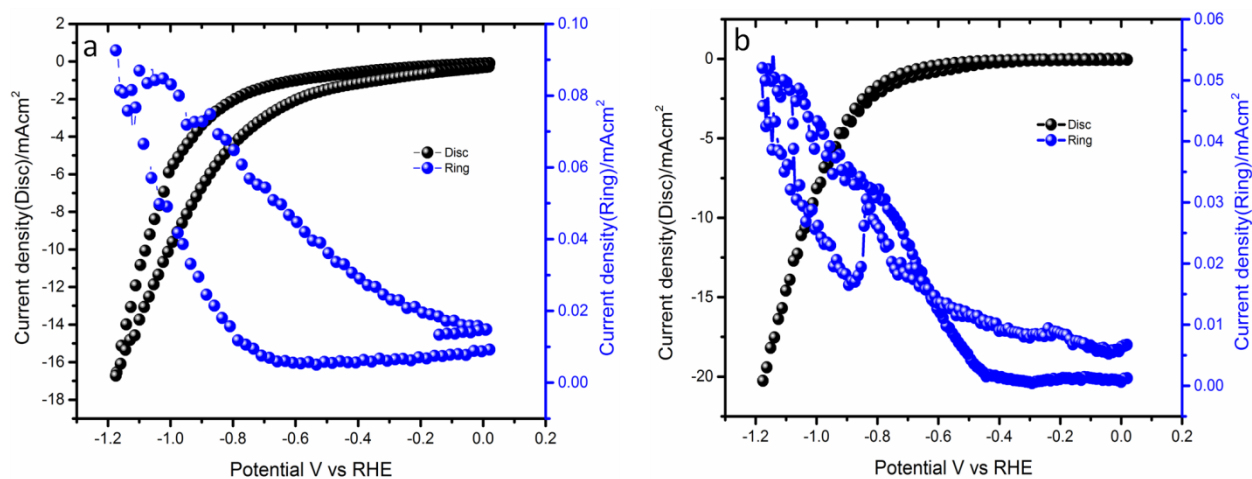 a
Current density(Disc)/mAcm²
2
0
-2
-4
-6
-8
-10
-12
-14
-16
-18
Disc
Ring
0.10
0.08
0.06
0.04
0.02
0.00
Current density(Ring)/mAcm²
-1.2 -1.0 -0.8 -0.6 -0.4 -0.2 0.0 0.2
Potential V vs RHE
b
Current density(Disc)/mAcm²
0
-5
-10
-15
-20
Disc
Ring
0.06
0.05
0.04
0.03
0.02
0.01
0.00
Current density(Ring)/mAcm²
-1.2 -1.0 -0.8 -0.6 -0.4 -0.2 0.0 0.2
Potential V vs RHE